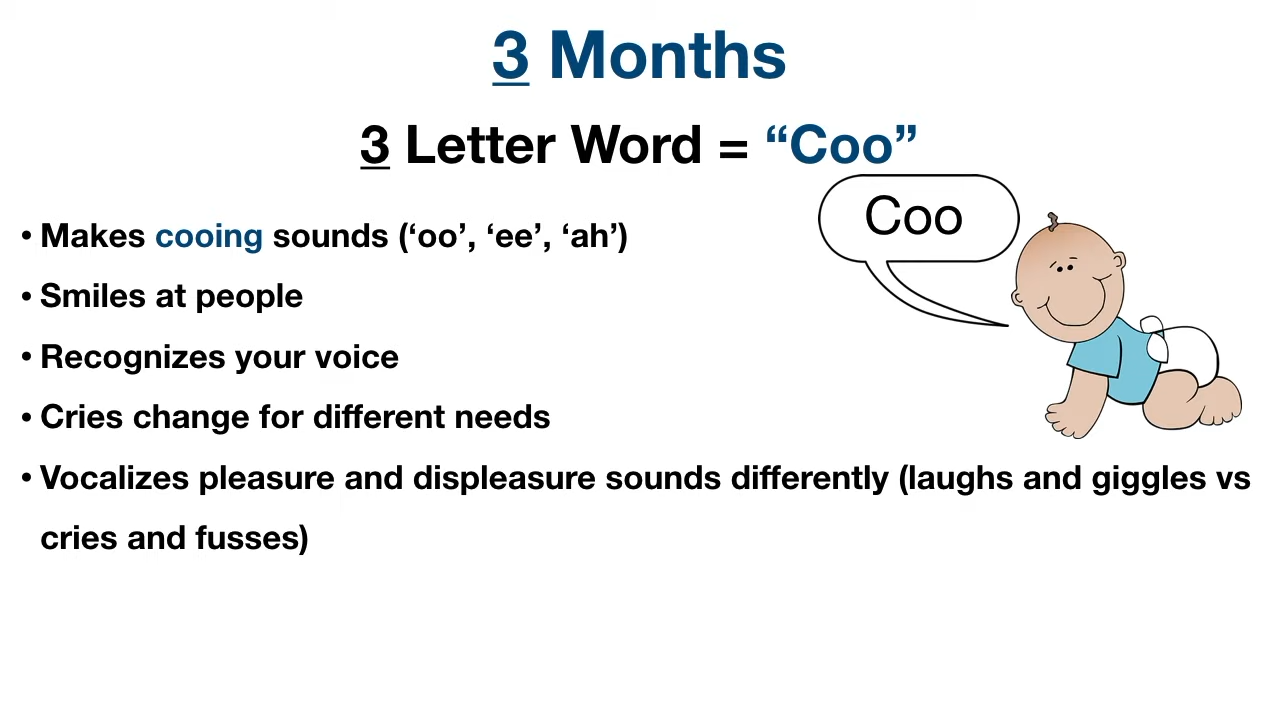 3 Months
3 Letter Word = “Coo”
Coo
• Makes cooing sounds (‘oo’, ‘ee’, ‘ah’)
• Smiles at people
• Recognizes your voice
• Cries change for different needs
• Vocalizes pleasure and displeasure sounds differently (laughs and giggles vs
cries and fusses)